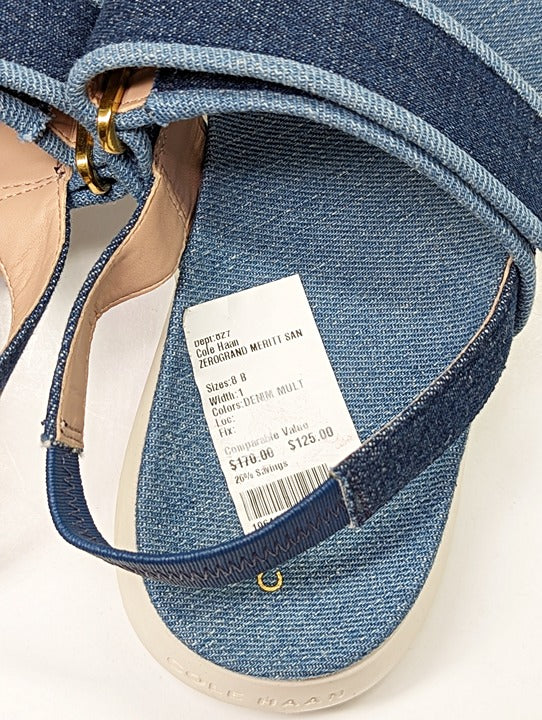 Dept:627
Cole Haan
ZEROGRAND MERITT SAN
Sizes:8 B
Width:1
Colors:DENIM MULT
Loc:
Fix:
Comparable Value
$170.00 $125.00
26% Savings
COLE HAAN